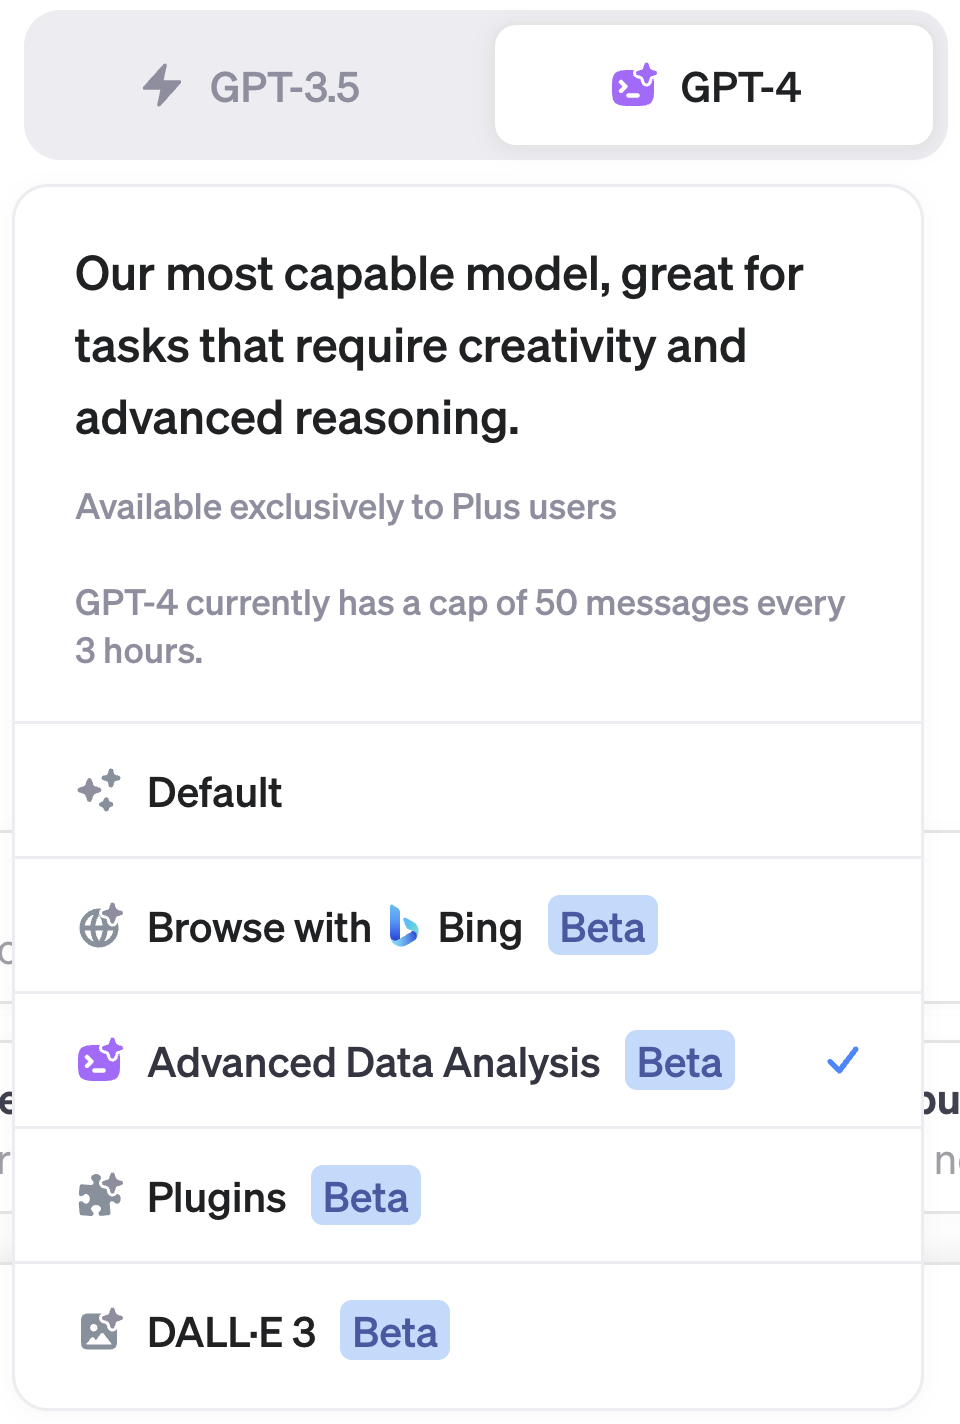 GPT-3.5
GPT-4
Our most capable model, great for
tasks that require creativity and
advanced reasoning.
Available exclusively to Plus users
GPT-4 currently has a cap of 50 messages every
3 hours.
Default
Browse with Bing Beta
Advanced Data Analysis Beta
Plugins Beta
DALL·E 3 Beta